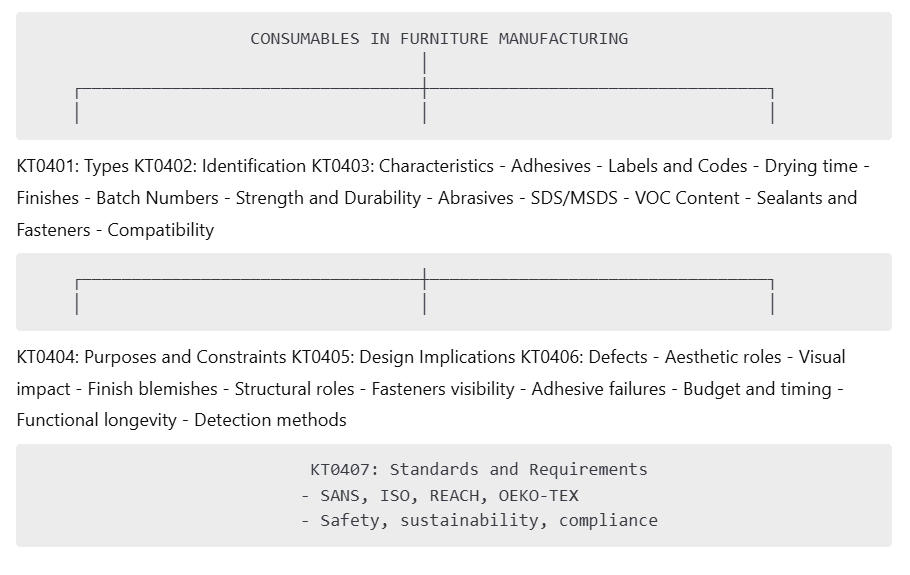 CONSUMABLES IN FURNITURE MANUFACTURING
KT0401: Types KT0402: Identification KT0403: Characteristics - Adhesives - Labels and Codes - Drying time -
Finishes - Batch Numbers - Strength and Durability - Abrasives - SDS/MSDS - VOC Content - Sealants and
Fasteners - Compatibility
KT0404: Purposes and Constraints KT0405: Design Implications KT0406: Defects - Aesthetic roles - Visual
impact - Finish blemishes - Structural roles - Fasteners visibility - Adhesive failures - Budget and timing -
Functional longevity - Detection methods
KT0407: Standards and Requirements
- SANS, ISO, REACH, OEKO-TEX
- Safety, sustainability, compliance